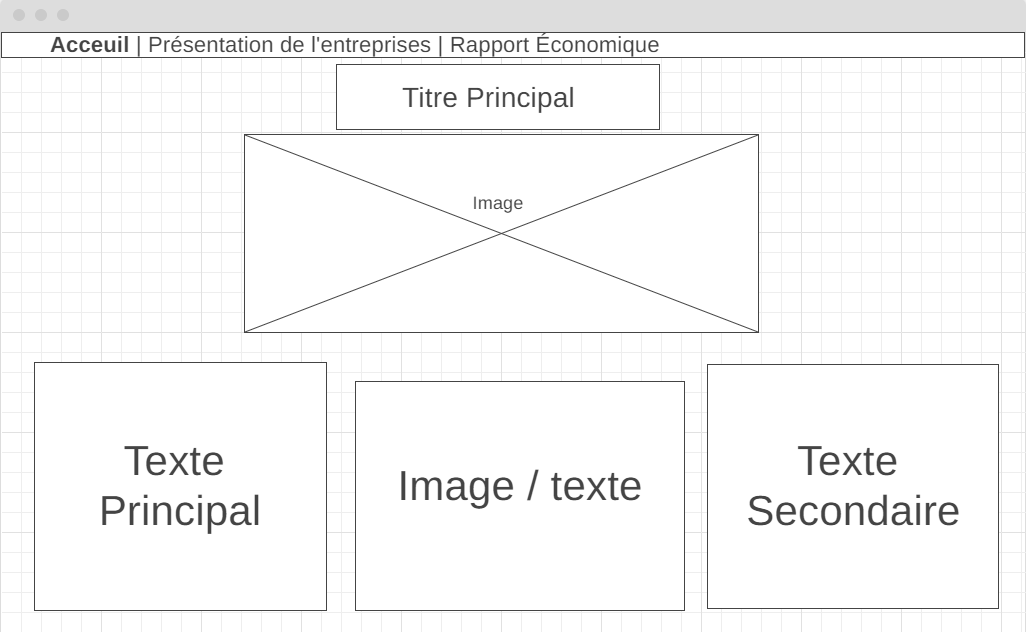 Acceuil | Présentation de l'entreprises | Rapport Économique
Titre Principal
Image
Texte
Principal
Image / texte
Texte
Secondaire